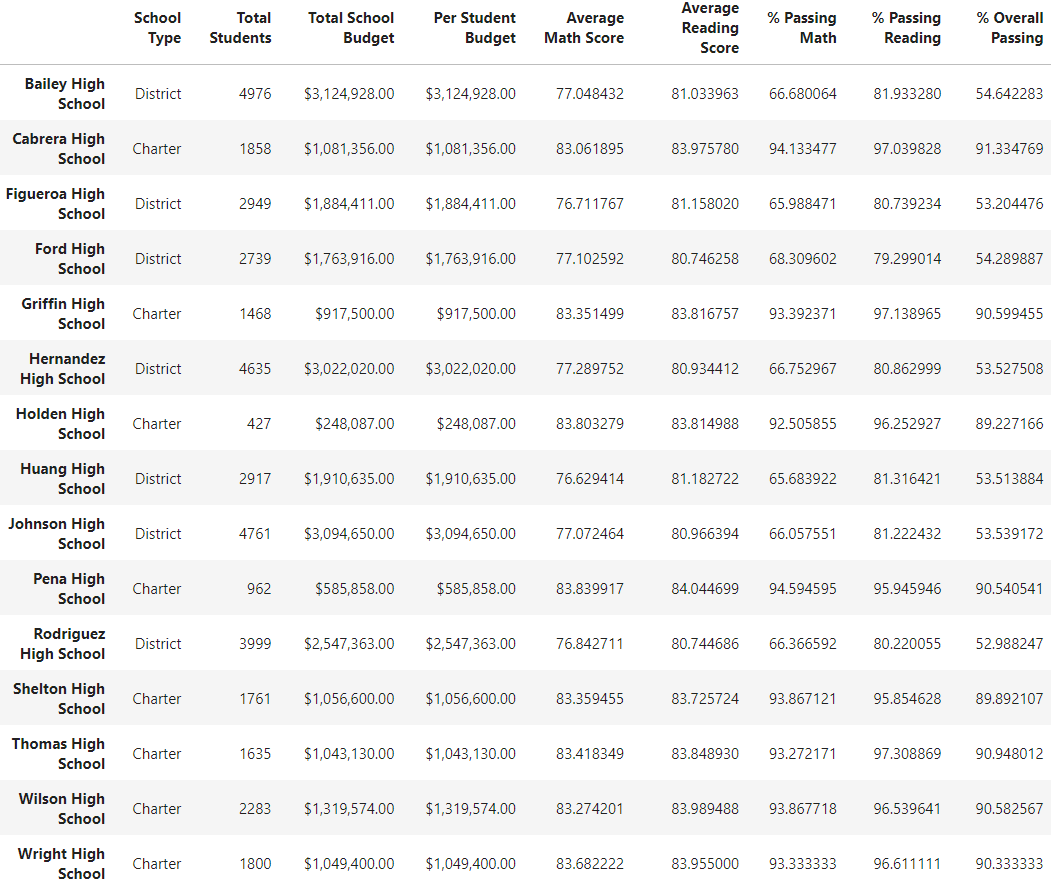 School Type Total Students Total School Budget Per Student Budget Average Math Score Average Reading Score % Passing Math % Passing Reading % Overall Passing
Bailey High School District 4976 $3,124,928.00 $3,124,928.00 77.048432 81.033963 66.680064 81.933280 54.642283
Cabrera High School Charter 1858 $1,081,356.00 $1,081,356.00 83.061895 83.975780 94.133477 97.039828 91.334769
Figueroa High School District 2949 $1,884,411.00 $1,884,411.00 76.711767 81.158020 65.988471 80.739234 53.204476
Ford High School District 2739 $1,763,916.00 $1,763,916.00 77.102592 80.746258 68.309602 79.299014 54.289887
Griffin High School Charter 1468 $917,500.00 $917,500.00 83.351499 83.816757 93.392371 97.138965 90.599455
Hernandez High School District 4635 $3,022,020.00 $3,022,020.00 77.289752 80.934412 66.752967 80.862999 53.527508
Holden High School Charter 427 $248,087.00 $248,087.00 83.803279 83.814988 92.505855 96.252927 89.227166
Huang High School District 2917 $1,910,635.00 $1,910,635.00 76.629414 81.182722 65.683922 81.316421 53.513884
Johnson High School District 4761 $3,094,650.00 $3,094,650.00 77.072464 80.966394 66.057551 81.222432 53.539172
Pena High School Charter 962 $585,858.00 $585,858.00 83.839917 84.044699 94.594595 95.945946 90.540541
Rodriguez High School District 3999 $2,547,363.00 $2,547,363.00 76.842711 80.744686 66.366592 80.220055 52.988247
Shelton High School Charter 1761 $1,056,600.00 $1,056,600.00 83.359455 83.725724 93.867121 95.854628 89.892107
Thomas High School Charter 1635 $1,043,130.00 $1,043,130.00 83.418349 83.848930 93.272171 97.308869 90.948012
Wilson High School Charter 2283 $1,319,574.00 $1,319,574.00 83.274201 83.989488 93.867718 96.539641 90.582567
Wright High School Charter 1800 $1,049,400.00 $1,049,400.00 83.682222 83.955000 93.333333 96.611111 90.333333